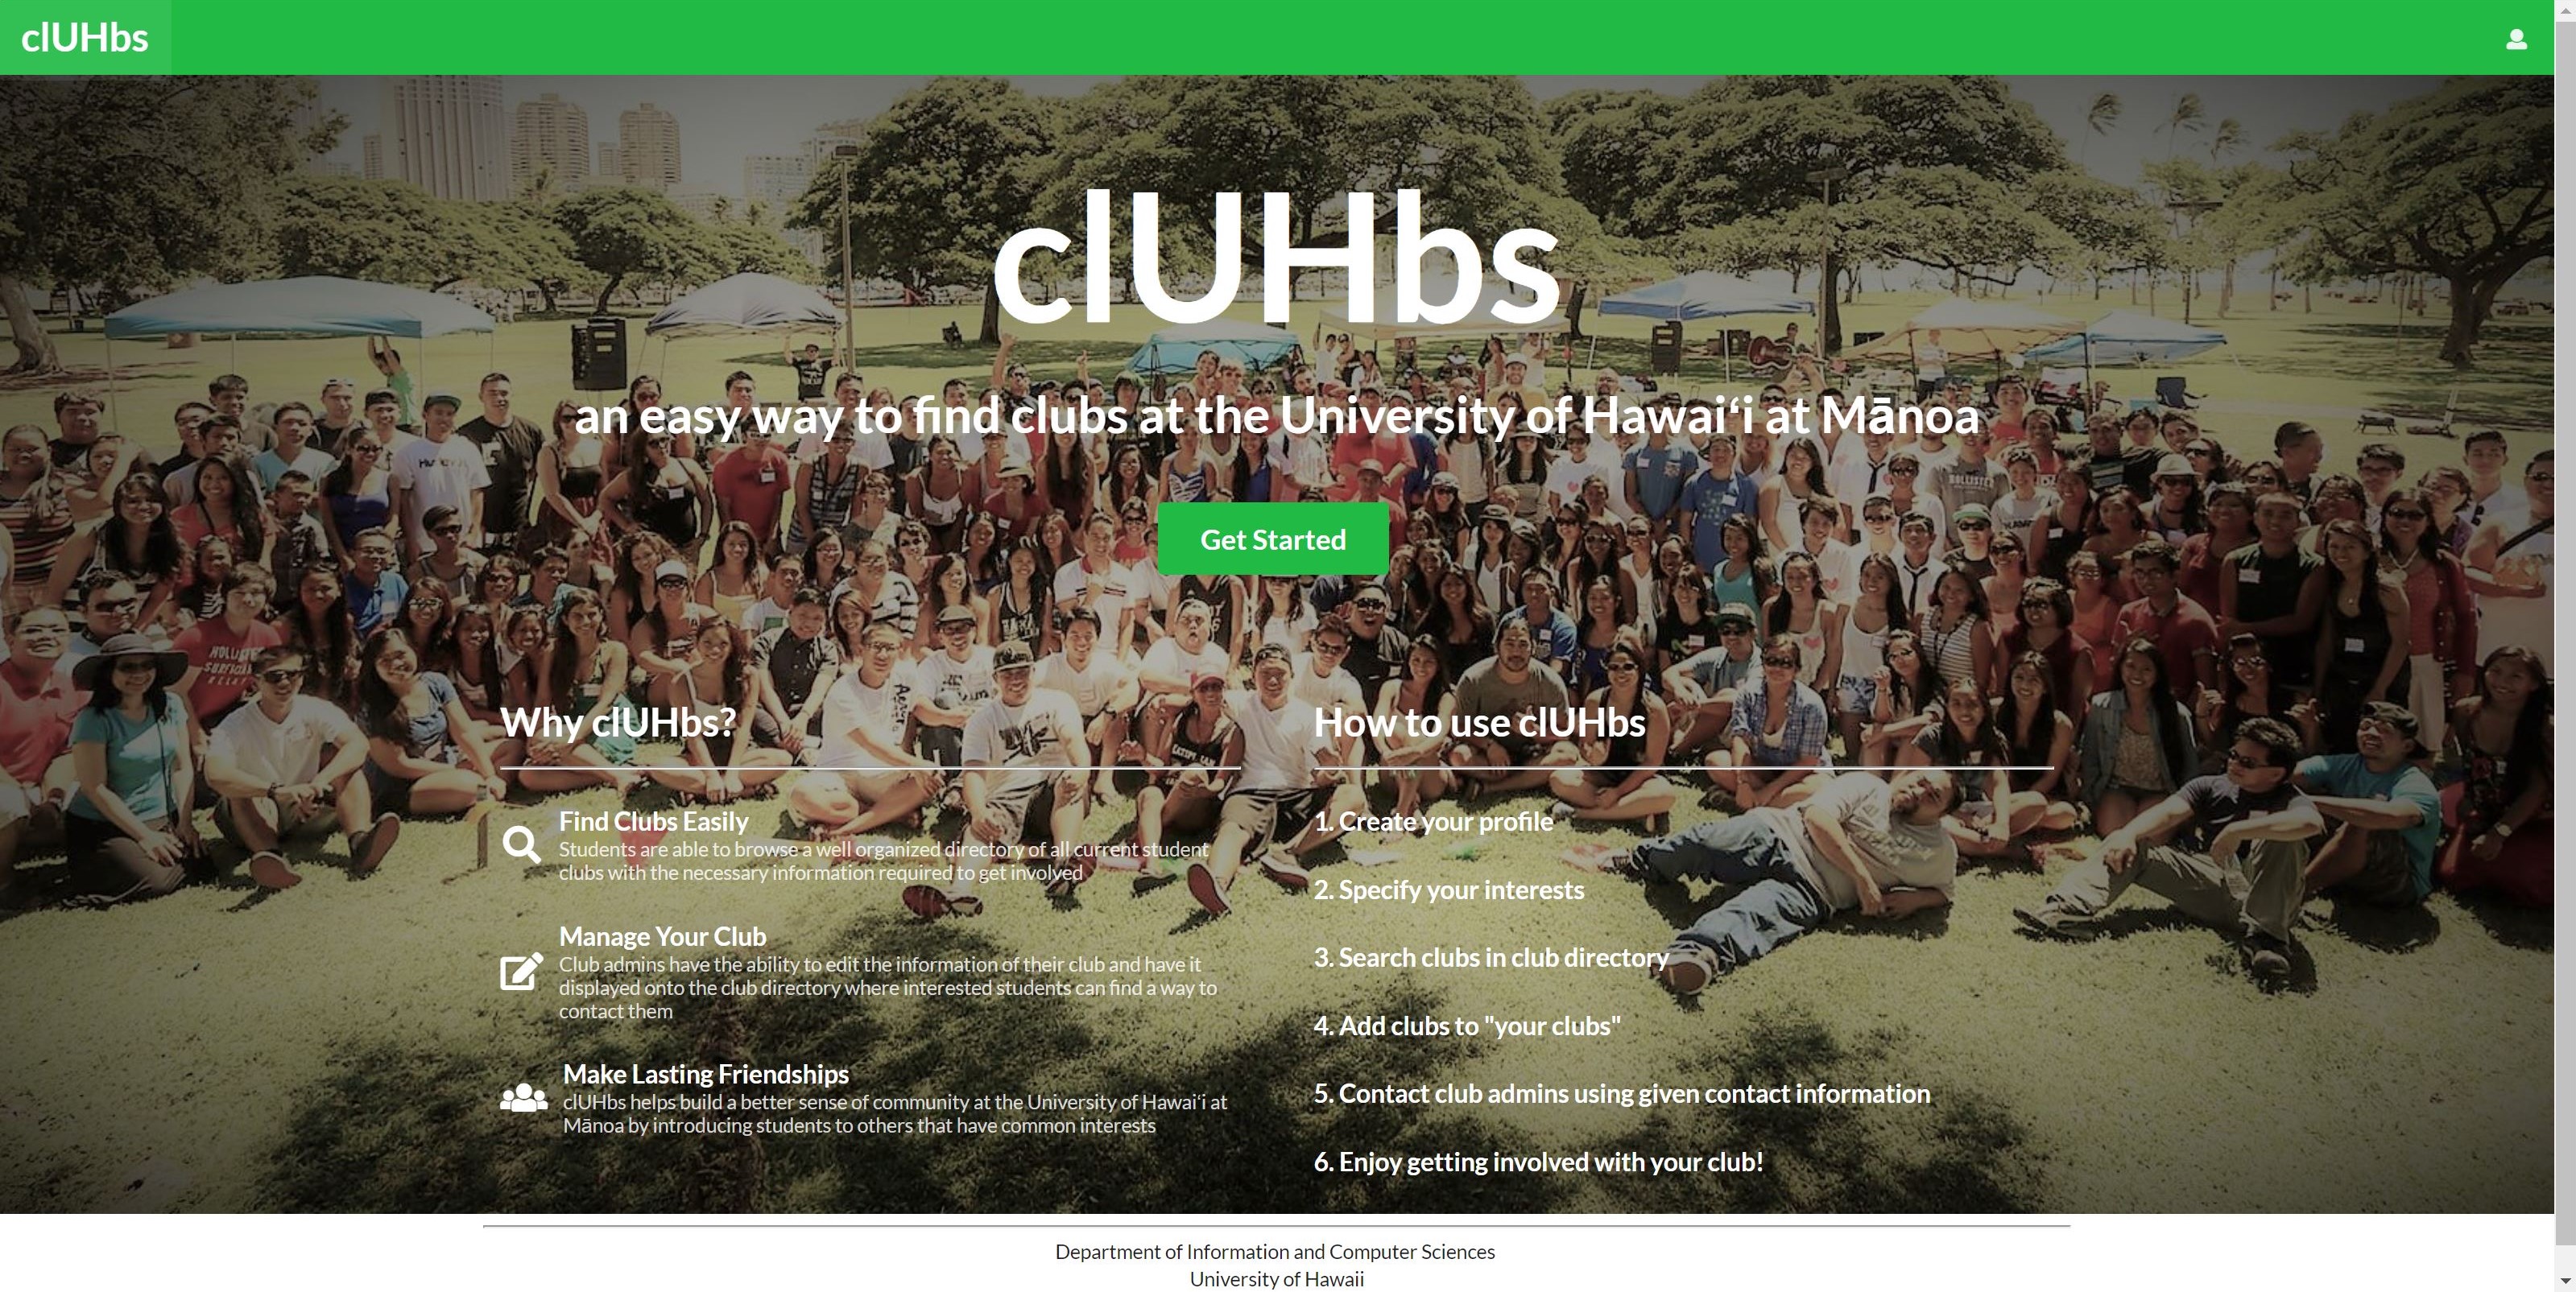 clUHbs
clUHbs
an easy way to find clubs at the University of Hawaiʻi at Mānoa
Get Started
Why clUHbs?
Find Clubs Easily
Students are able to browse a well organized directory of all current student
clubs with the necessary information required to get involved
Manage Your Club
Club admins have the ability to edit the information of their club and have it
displayed onto the club directory where interested students can find a way to
contact them
Make Lasting Friendships
clUHbs helps build a better sense of community at the University of Hawaiʻi at
Mānoa by introducing students to others that have common interests
How to use clUHbs
1. Create your profile
2. Specify your interests
3. Search clubs in club directory
4. Add clubs to "your clubs"
5. Contact club admins using given contact information
6. Enjoy getting involved with your club!
Department of Information and Computer Sciences
University of Hawaii